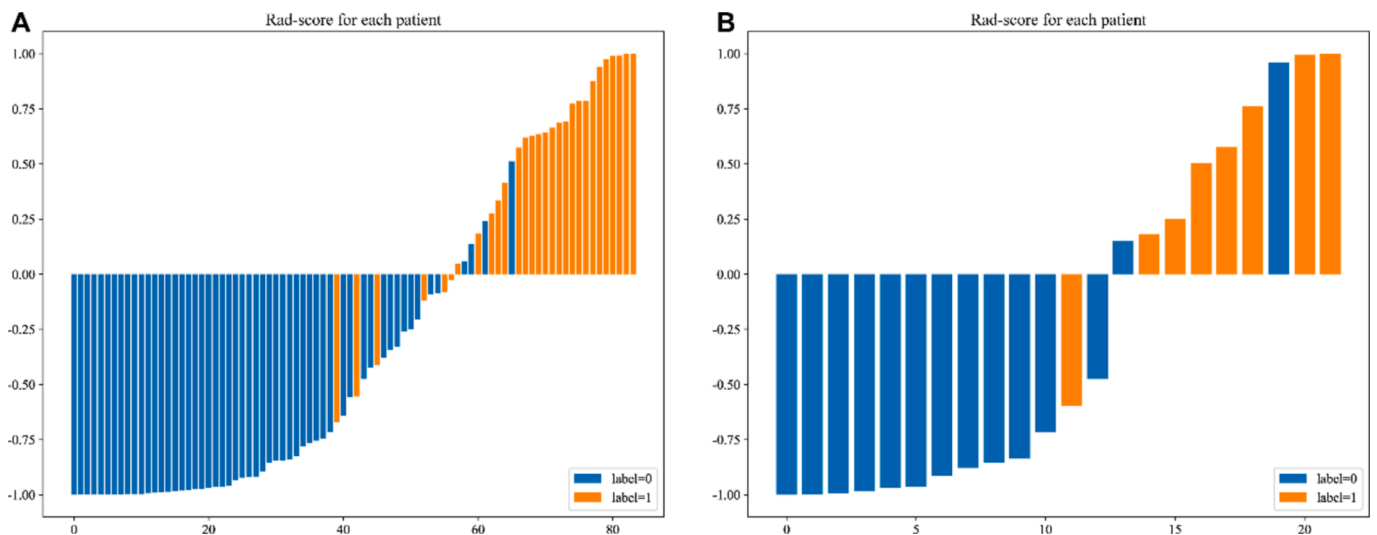 A
Rad-score for each patient
1.00
0.75
0.50
0.25
0.00
-0.25
-0.50
-0.75
-1.00
0 20 40 60 80
label=0
label=1
B
Rad-score for each patient
1.00
0.75
0.50
0.25
0.00
-0.25
-0.50
-0.75
-1.00
0 5 10 15 20
label=0
label=1